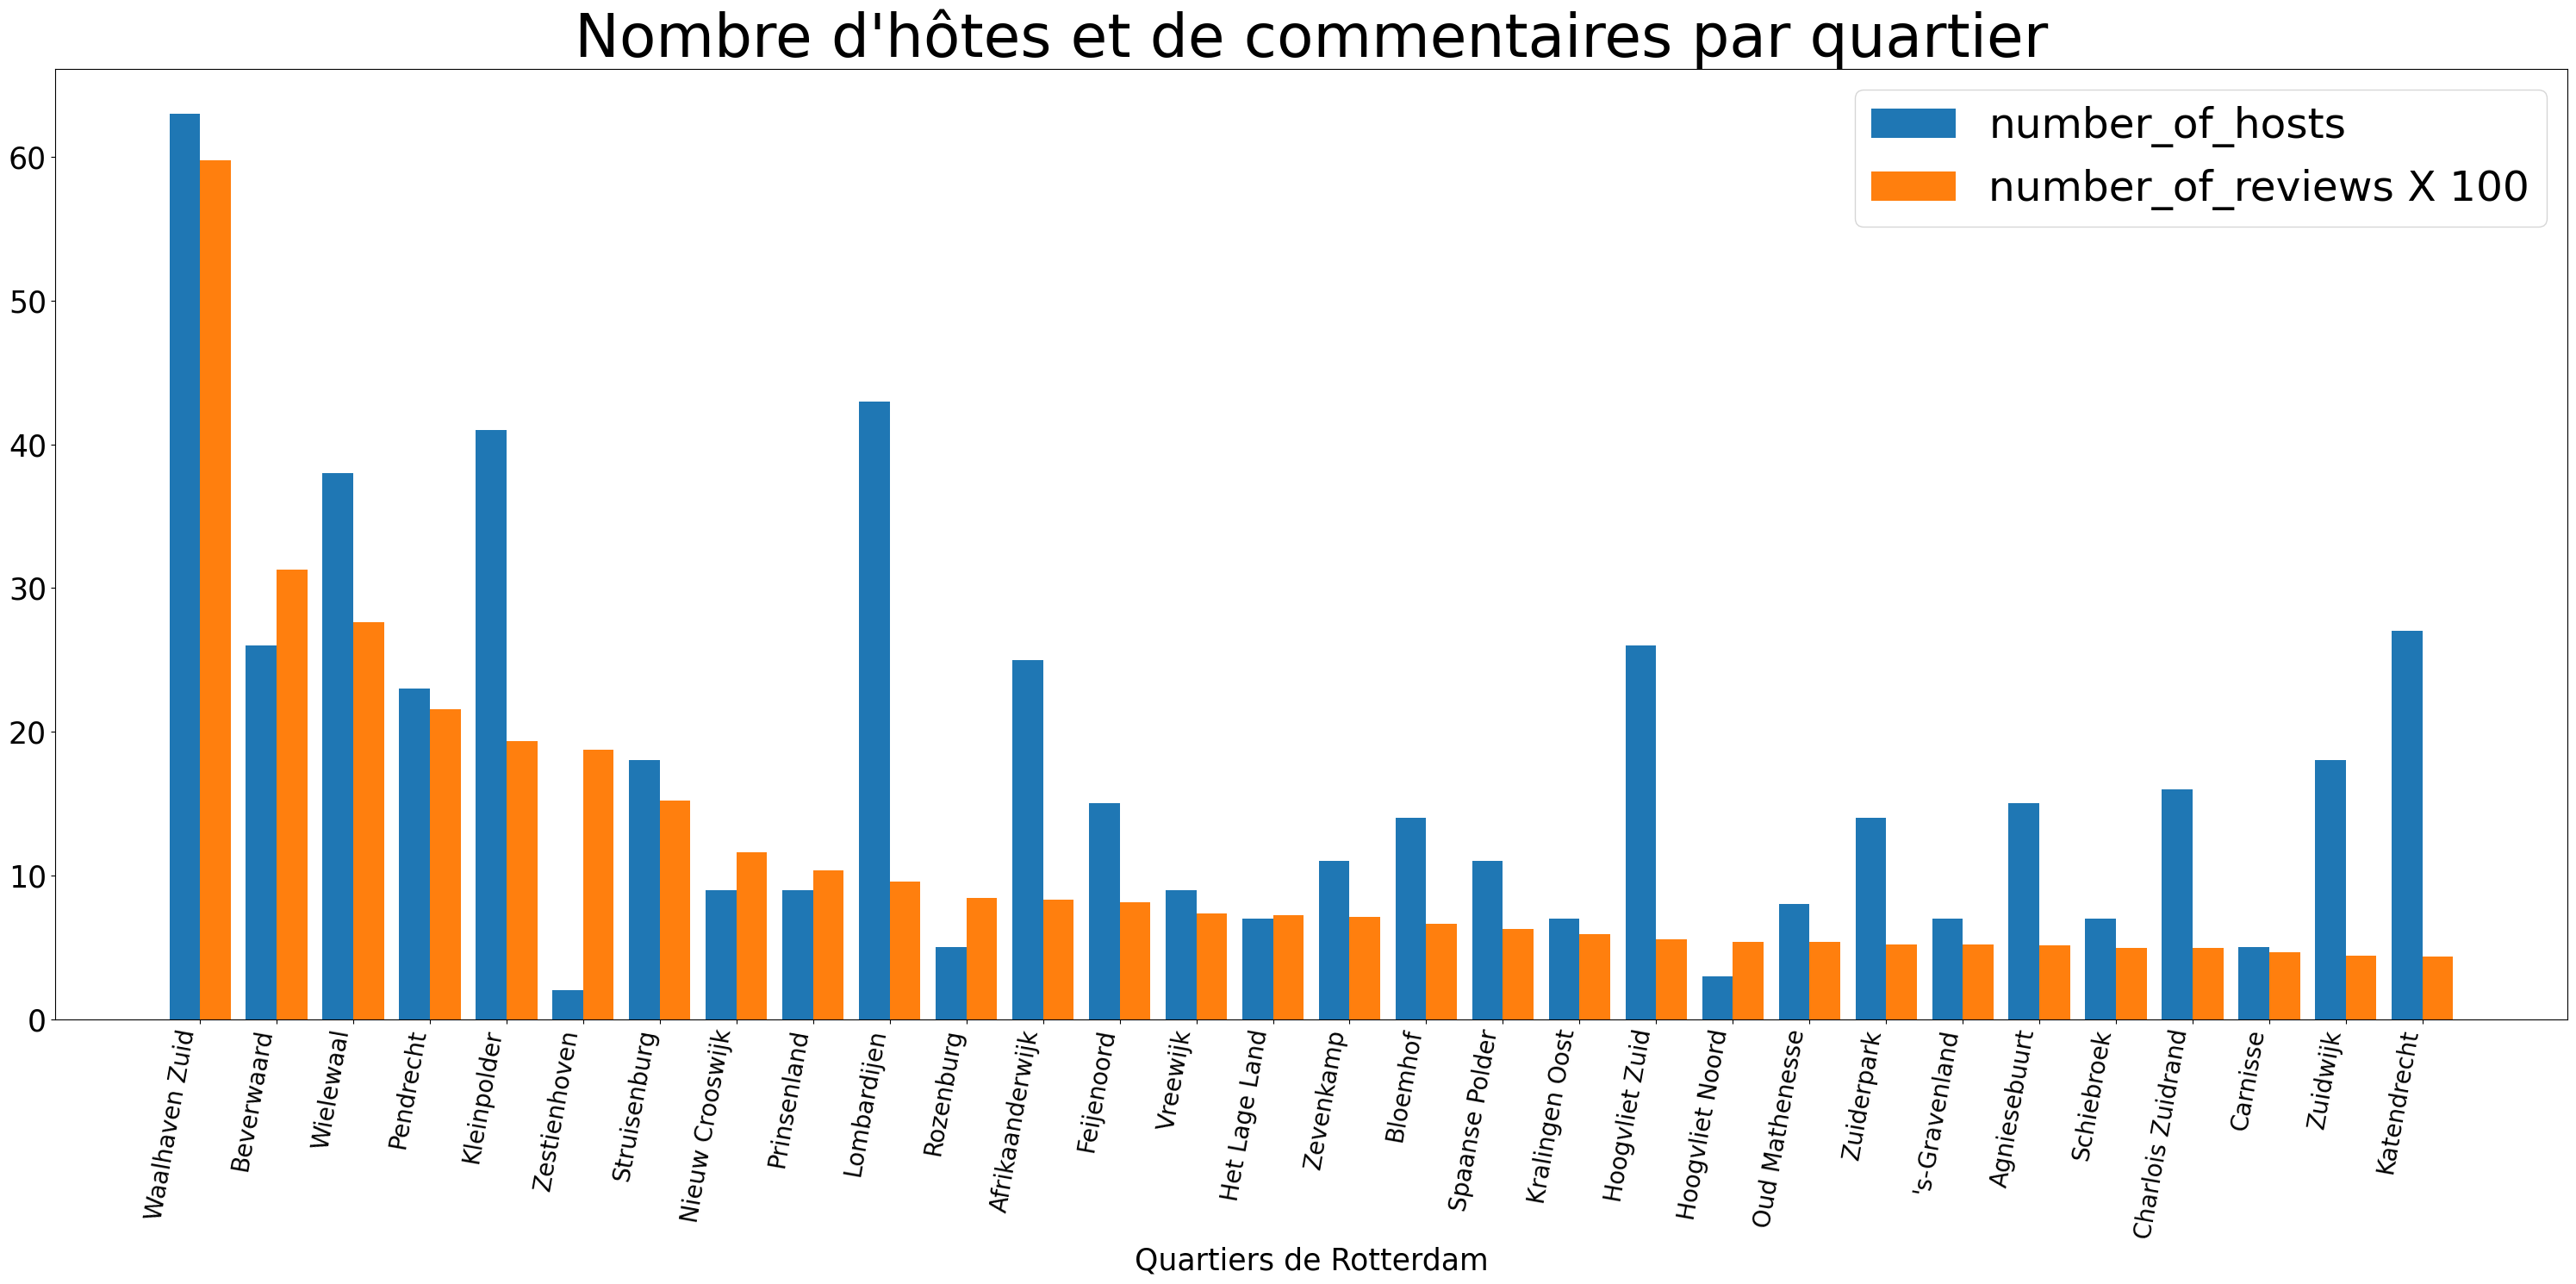 Nombre d'hôtes et de commentaires par quartier
number_of_hosts
number_of_reviews X 100
60
50
40
30
20
10
0
Waalhaven Zuid
Beverwaard
Wielewaal
Pendrecht
Kleinpolder
Zestienhoven
Struisenburg
Nieuw Crooswijk
Prinsenland
Lombardijen
Rozenburg
Afrikaanderwijk
Feijenoord
Vreewijk
Het Lage Land
Zevenkamp
Bloemhof
Spaanse Polder
Kralingen Oost
Hoogvliet Zuid
Hoogvliet Noord
Oud Mathenesse
Zuiderpark
's-Gravenland
Agniesebuurt
Schiebroek
Charlois Zuidrand
Carnisse
Zuidwijk
Katendrecht
Quartiers de Rotterdam